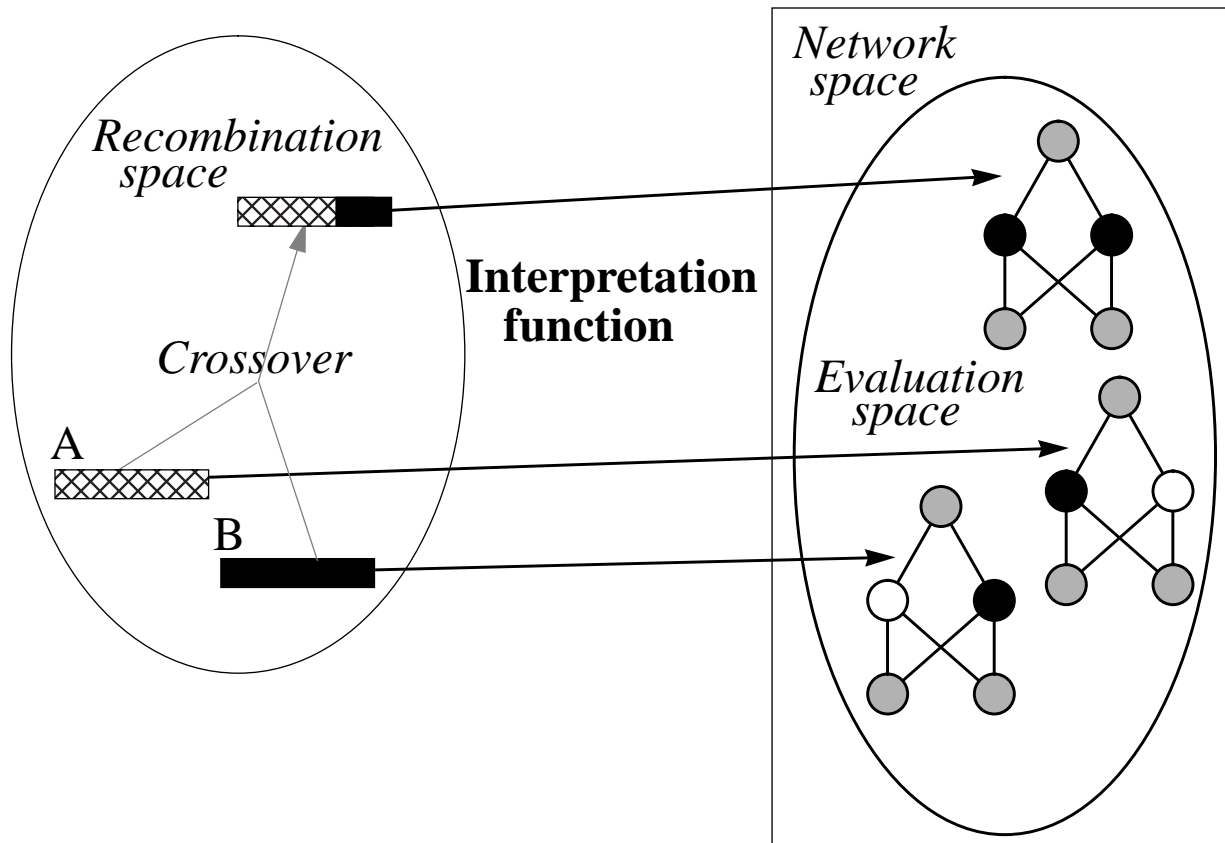 Network
space
Recombination
space
Interpretation
function
Crossover
Evaluation
space
A
B